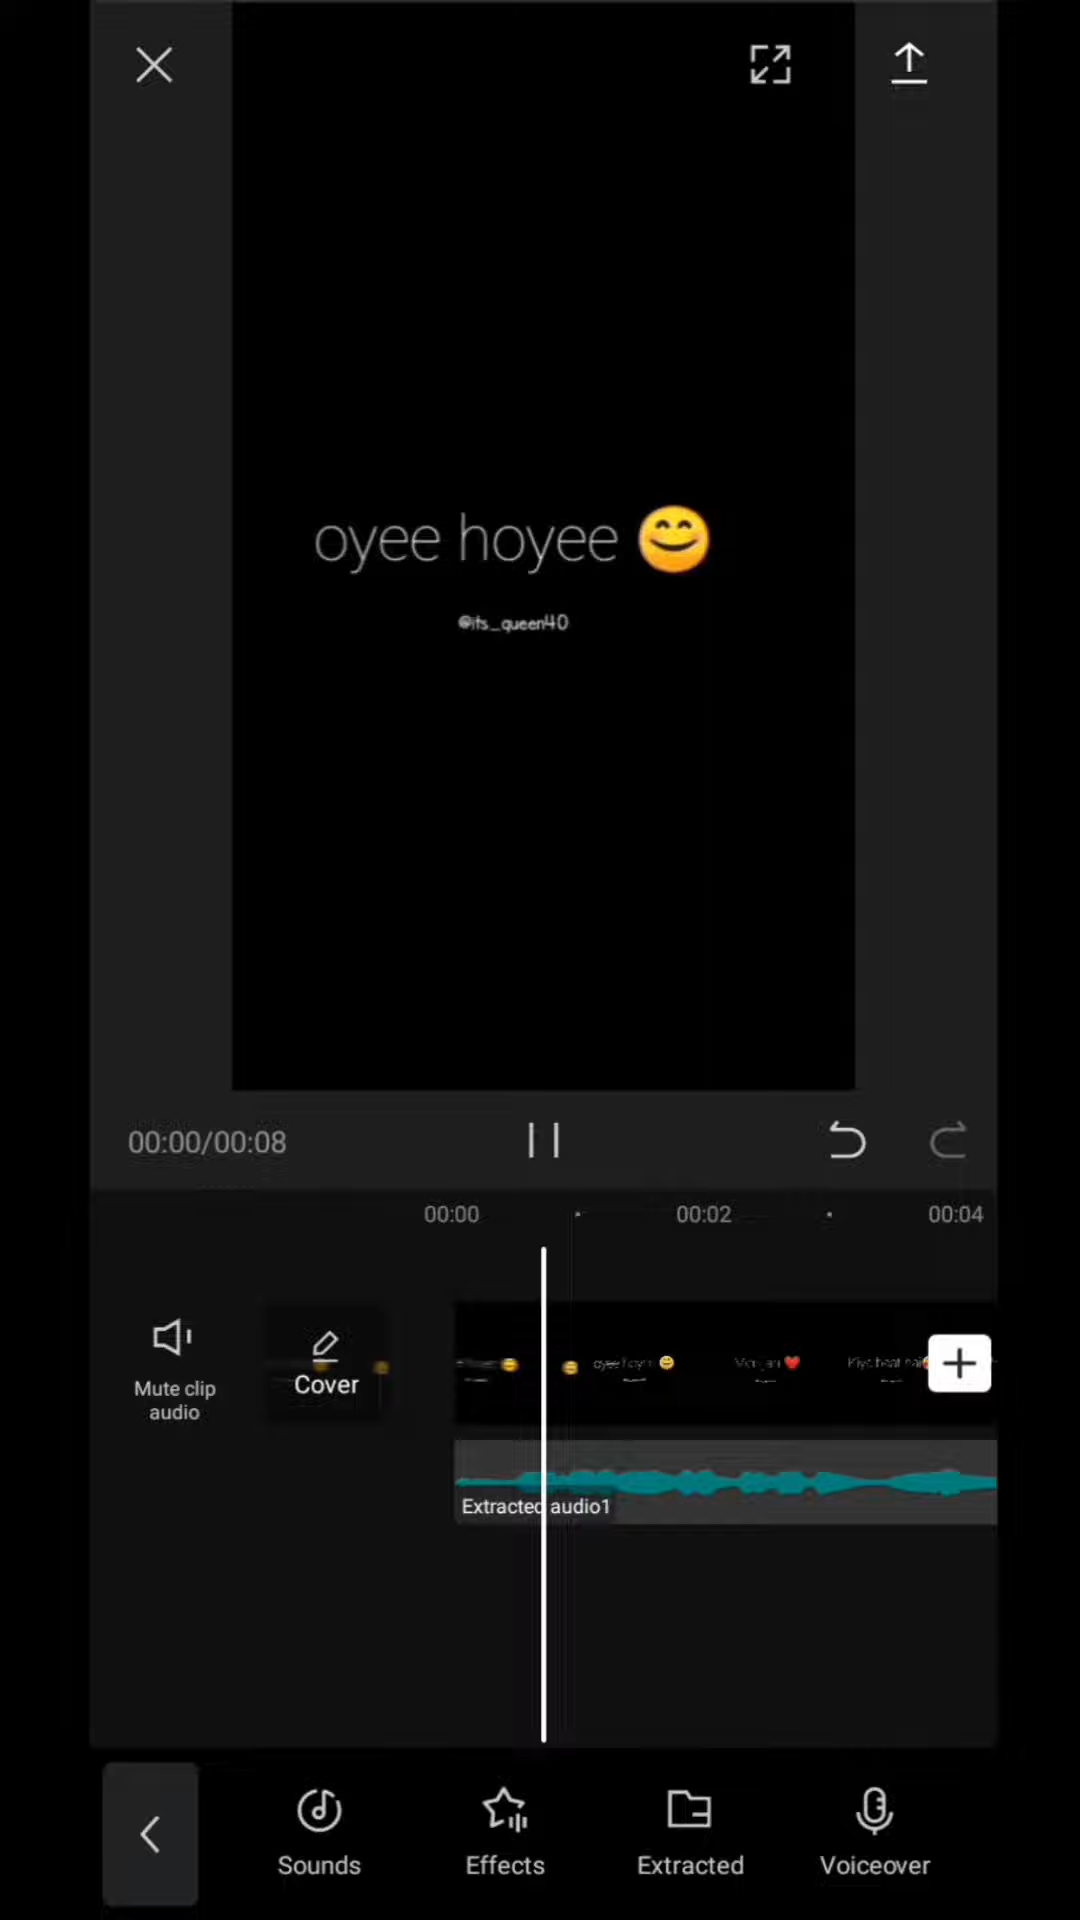 oyee hoyee 😊
@its_queen40
00:00/00:08
00:00 00:02 00:04
Mute clip
audio
Cover
Extracted audio1
Sounds Effects Extracted Voiceover